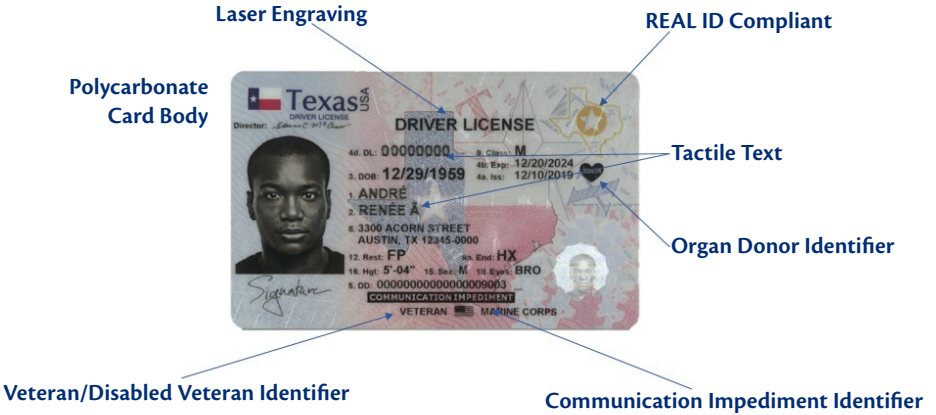 Laser Engraving
REAL ID Compliant
Polycarbonate
Card Body
Texas USA
DRIVER LICENSE
Director:
DRIVER LICENSE
4d. DL: 00000000 9. Class: M
4b. Exp: 12/20/2024
3. DOB: 12/29/1959 4a. Iss: 12/10/2019
DONOR
Tactile Text
1. ANDRÉ
2. RENÉE Â
8. 3300 ACORN STREET
AUSTIN, TX 12345-0000
Organ Donor Identifier
12. Rest: FP 9a. End: HX
16. Hgt: 5'-04" 15. Sex: M 18. Eyes: BRO
5. DD: 00000000000000009003
Signature
COMMUNICATION IMPEDIMENT
VETERAN MARINE CORPS
Veteran/Disabled Veteran Identifier
Communication Impediment Identifier